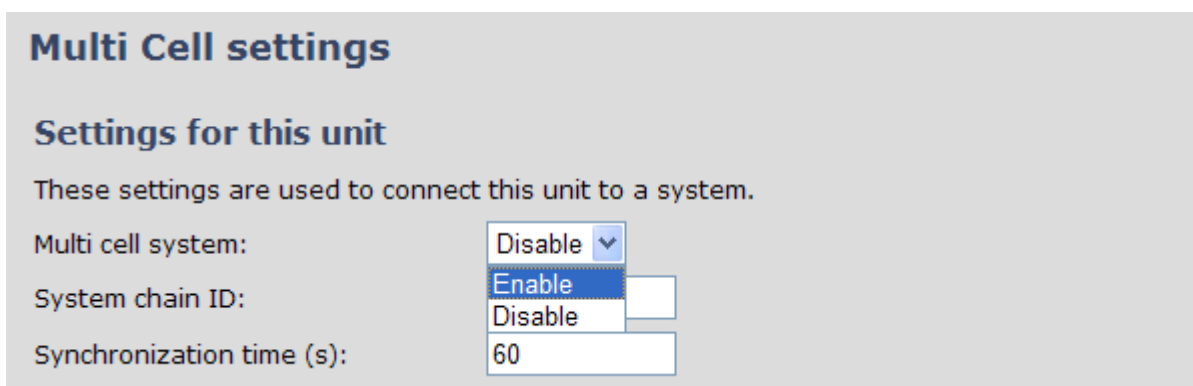 Multi Cell settings
Settings for this unit
These settings are used to connect this unit to a system.
Multi cell system: Disable
Enable
System chain ID:
Disable
Synchronization time (s): 60